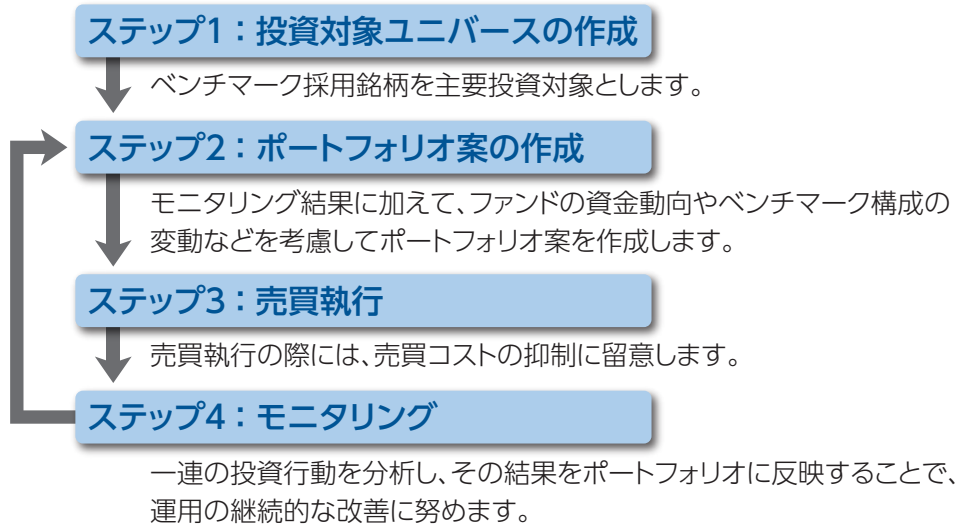 ステップ1：投資対象ユニバースの作成
ベンチマーク採用銘柄を主要投資対象とします。
ステップ2：ポートフォリオ案の作成
モニタリング結果に加えて、ファンドの資金動向やベンチマーク構成の
変動などを考慮してポートフォリオ案を作成します。
ステップ3：売買執行
売買執行の際には、売買コストの抑制に留意します。
ステップ4：モニタリング
一連の投資行動を分析し、その結果をポートフォリオに反映することで、
運用の継続的な改善に努めます。